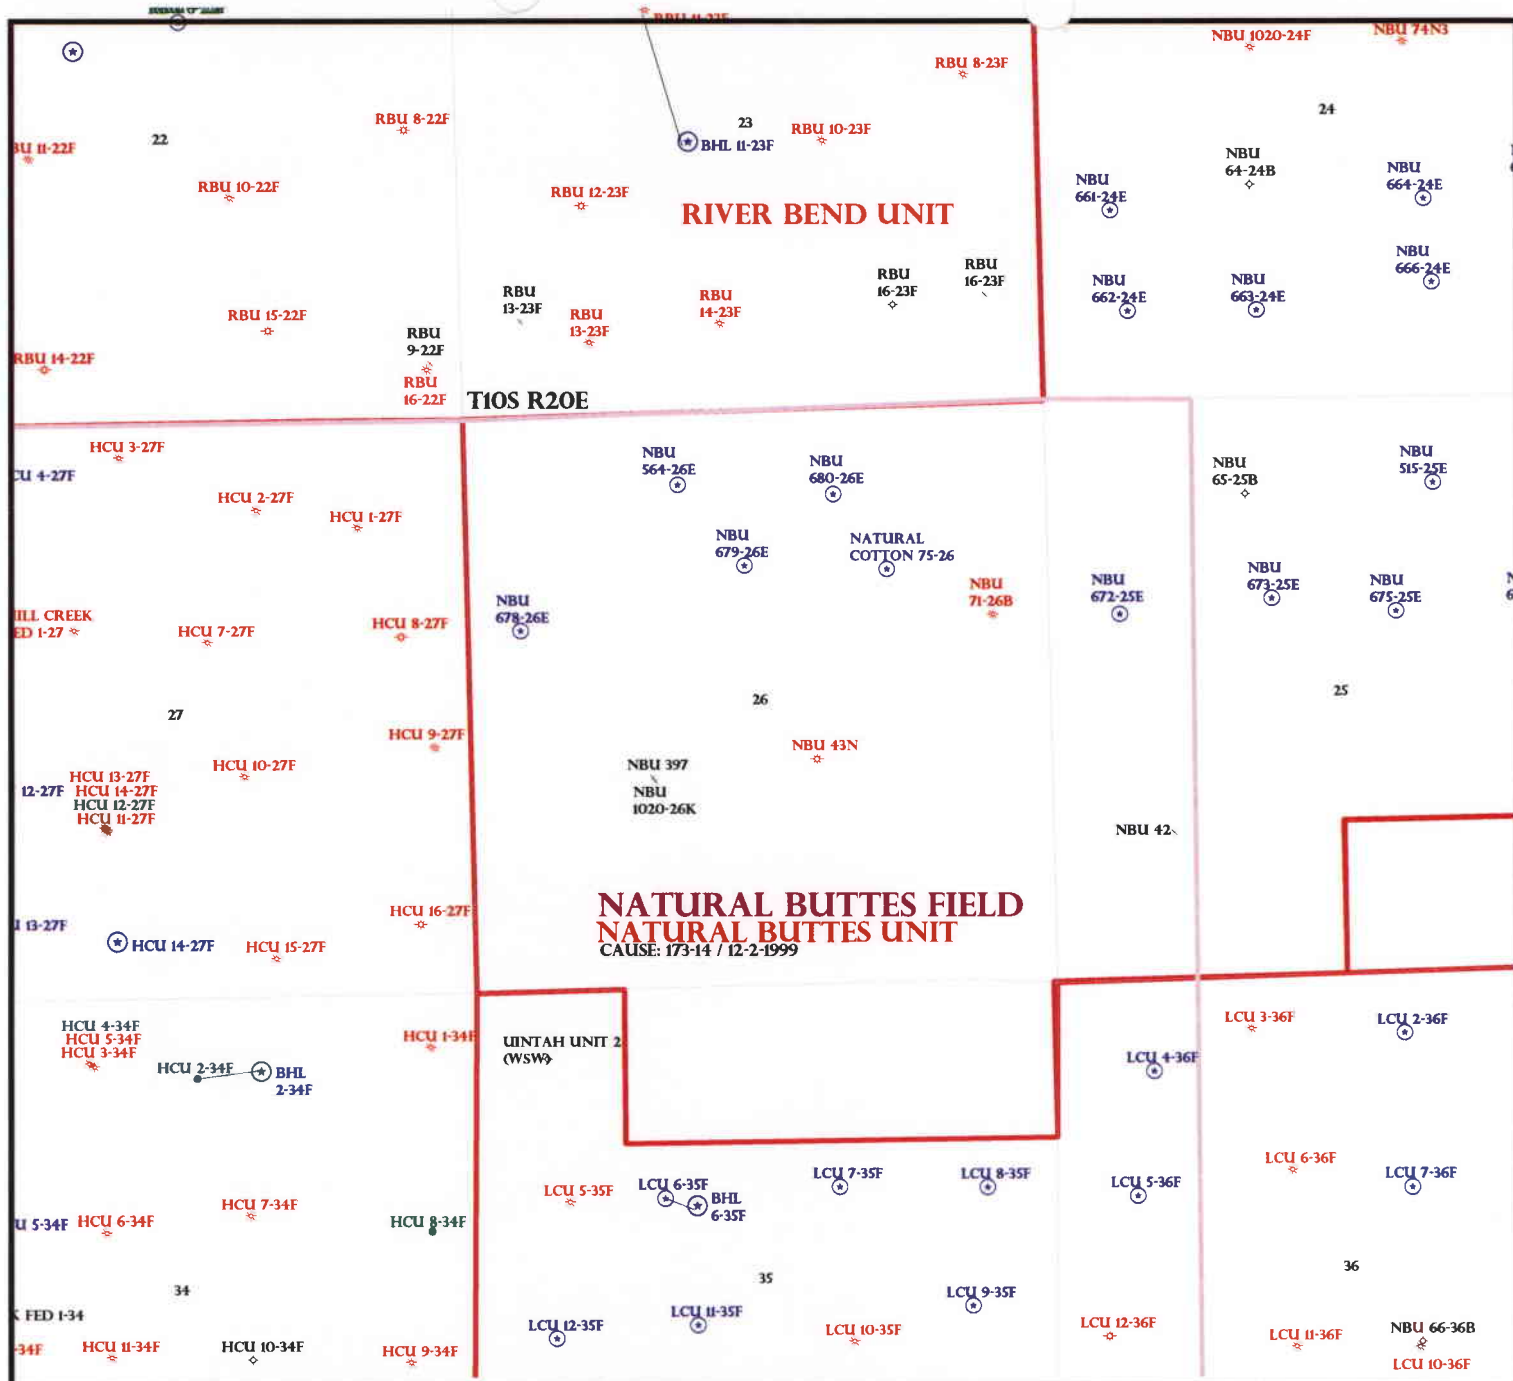 RBU 11-22F
NBU 1020-24F
NBU 74N3
RBU 8-23F
22
RBU 8-22F
23
BHL 11-23F
RBU 10-23F
24
BU 11-22F
RBU 10-22F
RBU 12-23F
RIVER BEND UNIT
NBU
661-24E
NBU
64-24B
NBU
664-24E
RBU
13-23F
RBU
13-23F
RBU
14-23F
RBU
16-23F
RBU
16-23F
NBU
662-24E
NBU
663-24E
NBU
666-24E
RBU 15-22F
RBU 14-22F
RBU
9-22F
RBU
16-22F
T10S R20E
HCU 3-27F
CU 4-27F
HCU 2-27F
HCU 1-27F
NBU
564-26E
NBU
680-26E
NBU
65-25B
NBU
515-25E
NBU
679-26E
NATURAL
COTTON 75-26
NBU
678-26E
NBU
71-26B
NBU
672-25E
NBU
673-25E
NBU
675-25E
HILL CREEK
ED 1-27
HCU 7-27F
HCU 8-27F
27
26
25
HCU 9-27F
HCU 10-27F
HCU 13-27F
12-27F
HCU 14-27F
HCU 12-27F
HCU 11-27F
NBU 397
NBU
1020-26K
NBU 43N
NBU 42
HCU 16-27F
U 13-27F
HCU 14-27F
HCU 15-27F
NATURAL BUTTES FIELD
NATURAL BUTTES UNIT
CAUSE: 173-14 / 12-2-1999
HCU 4-34F
HCU 5-34F
HCU 3-34F
HCU 2-34F
BHL
2-34F
HCU 1-34F
UINTAH UNIT 2
(WSW)
LCU 4-36F
LCU 3-36F
LCU 2-36F
U 5-34F
HCU 6-34F
HCU 7-34F
HCU 8-34F
LCU 5-35F
LCU 6-35F
BHL
6-35F
LCU 7-35F
LCU 8-35F
LCU 5-36F
LCU 6-36F
LCU 7-36F
34
35
36
K FED 1-34
-34F
HCU 11-34F
HCU 10-34F
HCU 9-34F
LCU 12-35F
LCU 11-35F
LCU 10-35F
LCU 9-35F
LCU 12-36F
LCU 11-36F
NBU 66-36B
LCU 10-36F